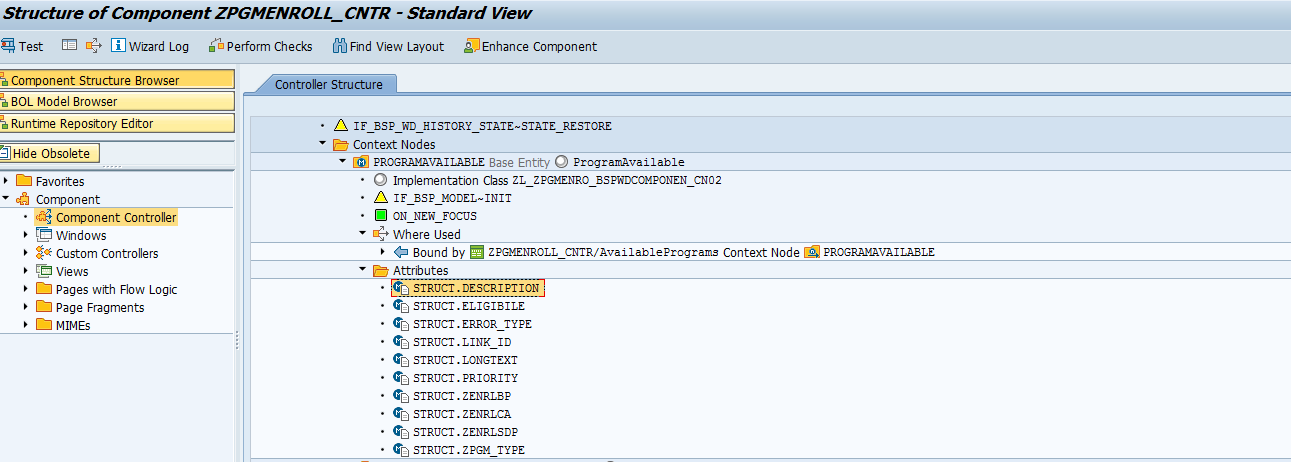 Structure of Component ZPGMENROLL_CNTR - Standard View
Test Wizard Log Perform Checks Find View Layout Enhance Component
Component Structure Browser
BOL Model Browser
Runtime Repository Editor
Hide Obsolete
Favorites
Component
Component Controller
Windows
Custom Controllers
Views
Pages with Flow Logic
Page Fragments
MIMEs
Controller Structure
IF_BSP_WD_HISTORY_STATE~STATE_RESTORE
Context Nodes
PROGRAMAVAILABLE Base Entity ProgramAvailable
Implementation Class ZL_ZPGMENRO_BSPWDCOMPONEN_CN02
IF_BSP_MODEL~INIT
ON_NEW_FOCUS
Where Used
Bound by ZPGMENROLL_CNTR/AvailablePrograms Context Node PROGRAMAVAILABLE
Attributes
STRUCT.DESCRIPTION
STRUCT.ELIGIBILE
STRUCT.ERROR_TYPE
STRUCT.LINK_ID
STRUCT.LONGTEXT
STRUCT.PRIORITY
STRUCT.ZENRLBP
STRUCT.ZENRLCA
STRUCT.ZENRLSDP
STRUCT.ZPGM_TYPE